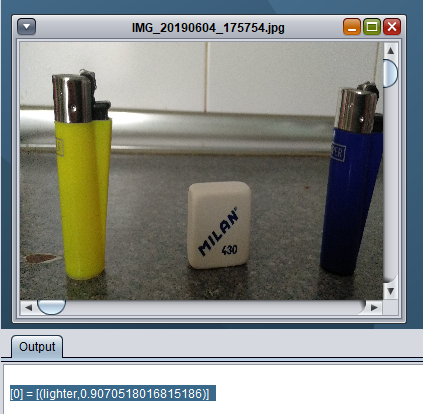 IMG_20190604_175754.jpg
MILAN®
430
Output
[0] = [(lighter,0.9070518016815186)]